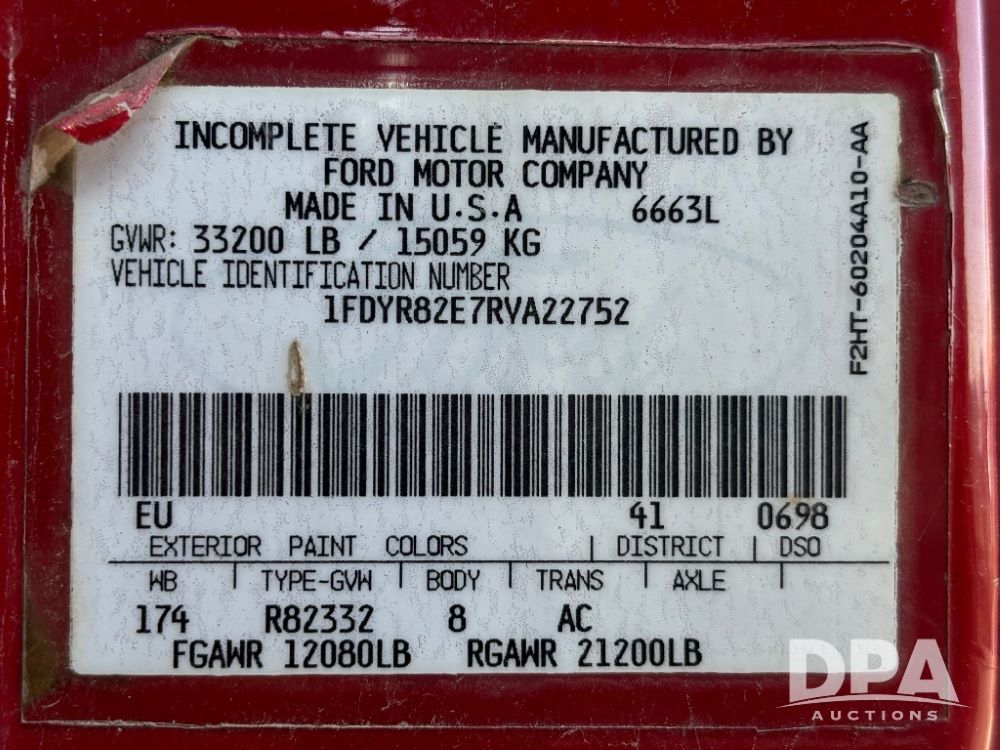 INCOMPLETE VEHICLE MANUFACTURED BY
FORD MOTOR COMPANY
MADE IN U.S.A 6663L
GVWR: 33200 LB / 15059 KG
VEHICLE IDENTIFICATION NUMBER
1FDYR82E7RVA22752
F2HT-60204A10-AA
EU 41 0698
EXTERIOR PAINT COLORS | DISTRICT | DSO
WB | TYPE-GVW | BODY | TRANS | AXLE |
174 R82332 8 AC
FGAWR 12080LB RGAWR 21200LB
DPA
AUCTIONS